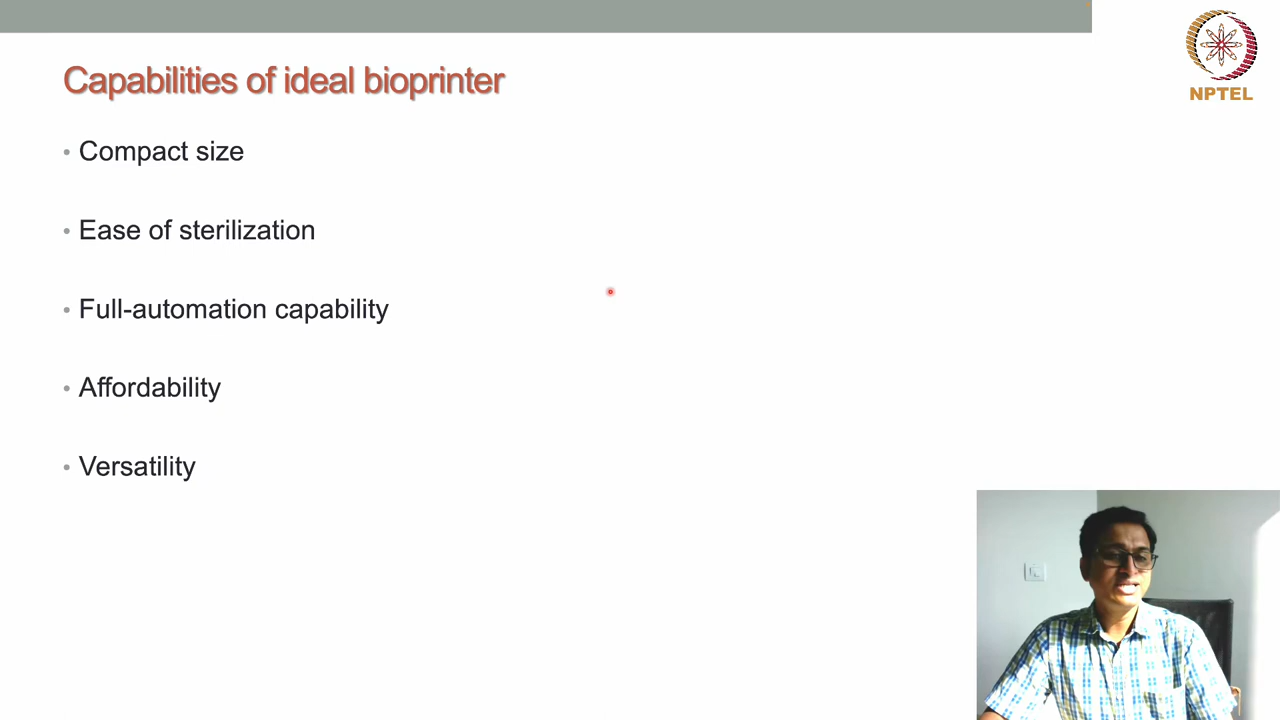 Capabilities of ideal bioprinter
NPTEL
• Compact size
• Ease of sterilization
• Full-automation capability
• Affordability
• Versatility